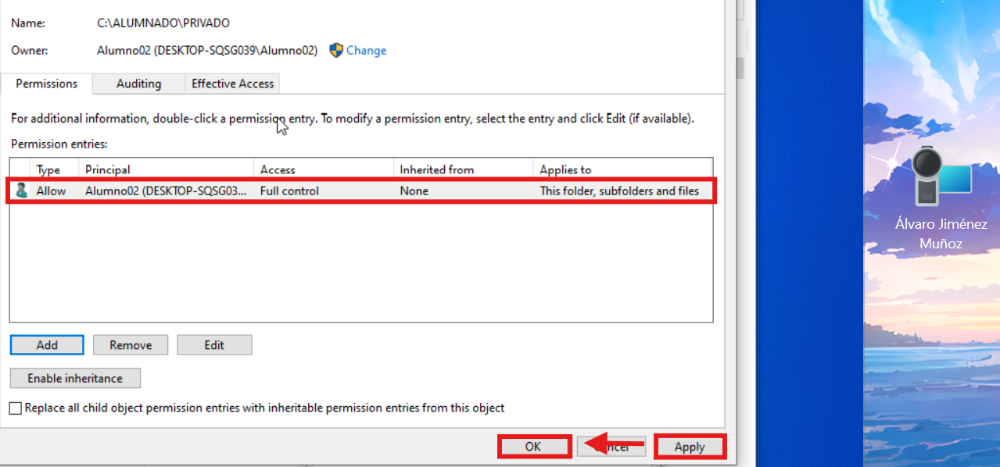 Name: C:\ALUMNADO\PRIVADO
Owner: Alumno02 (DESKTOP-SQSG039\Alumno02) Change
Permissions Auditing Effective Access
For additional information, double-click a permission entry. To modify a permission entry, select the entry and click Edit (if available).
Permission entries:
Type Principal Access Inherited from Applies to
Allow Alumno02 (DESKTOP-SQSG03... Full control None This folder, subfolders and files
Add Remove Edit
Enable inheritance
Replace all child object permission entries with inheritable permission entries from this object
OK Apply
Álvaro Jiménez
Muñoz